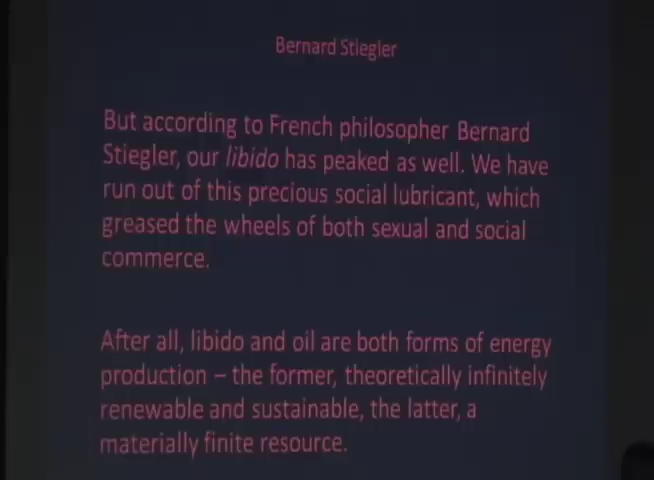 Bernard Stiegler
But according to French philosopher Bernard
Stiegler, our libido has peaked as well. We have
run out of this precious social lubricant, which
greased the wheels of both sexual and social
commerce.
After all, libido and oil are both forms of energy
production – the former, theoretically infinitely
renewable and sustainable, the latter, a
materially finite resource.